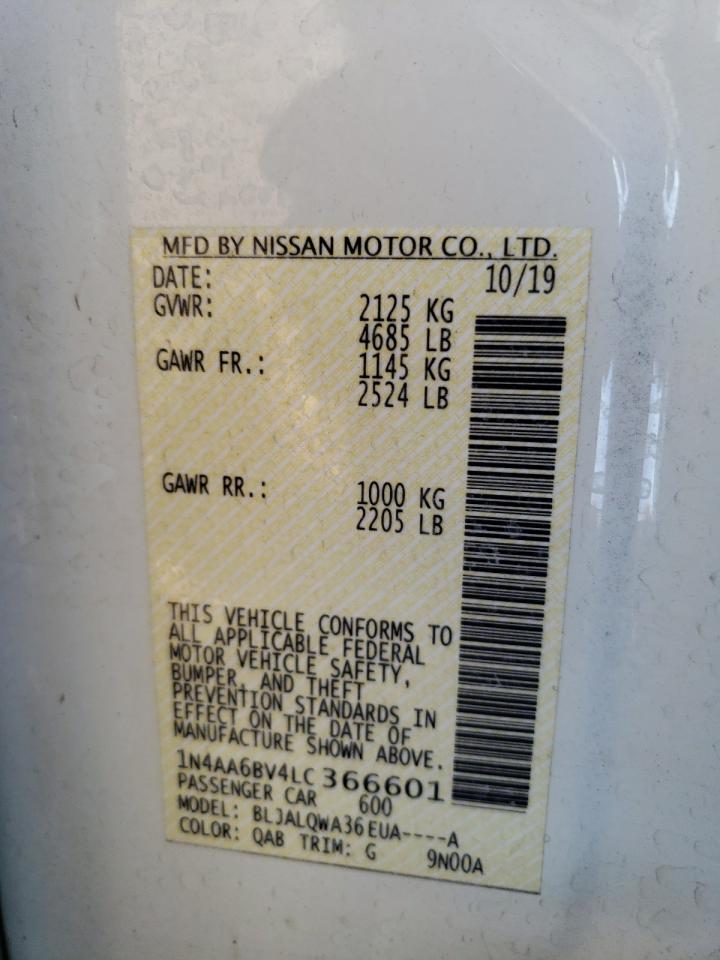 MFD BY NISSAN MOTOR CO., LTD.
DATE: 10/19
GVWR: 2125 KG
4685 LB
GAWR FR.: 1145 KG
2524 LB
GAWR RR.: 1000 KG
2205 LB
THIS VEHICLE CONFORMS TO
ALL APPLICABLE FEDERAL
MOTOR VEHICLE SAFETY,
BUMPER, AND THEFT
PREVENTION STANDARDS IN
EFFECT ON THE DATE OF
MANUFACTURE SHOWN ABOVE.
1N4AA6BV4LC366601
PASSENGER CAR 600
MODEL: BLJALQWA36EUA----A
COLOR: QAB TRIM: G 9N00A